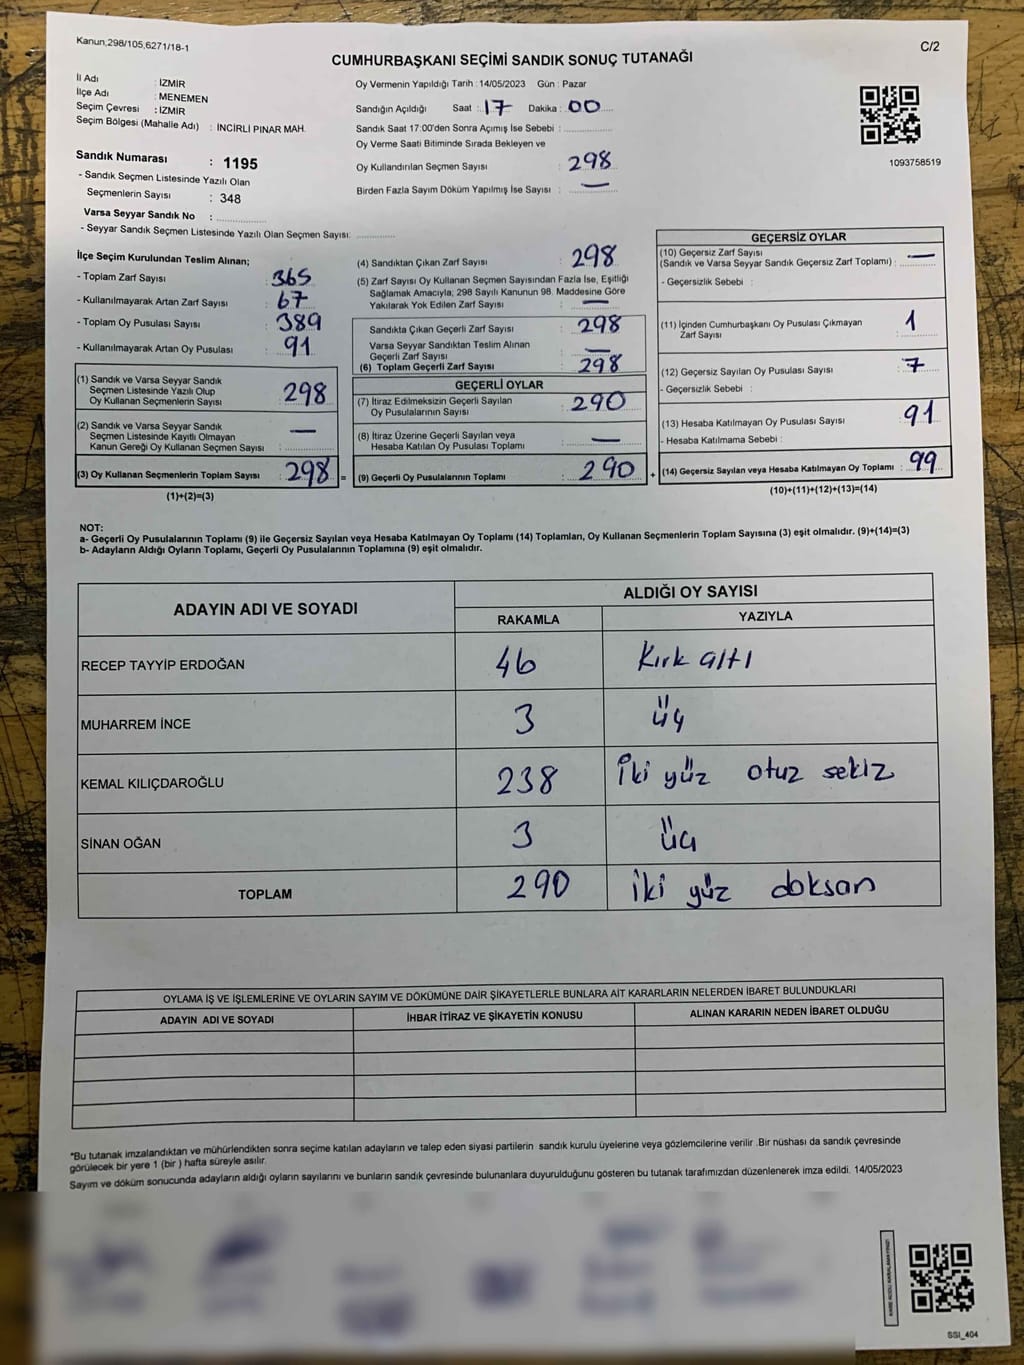 Kanun,298/105,6271/18-1
C/2
CUMHURBAŞKANI SEÇİMİ SANDIK SONUÇ TUTANAĞI
İl Adı : İZMİR
İlçe Adı : MENEMEN
Seçim Çevresi : İZMİR
Seçim Bölgesi (Mahalle Adı) : İNCİRLİ PINAR MAH.
Sandık Numarası : 1195
- Sandık Seçmen Listesinde Yazılı Olan
Seçmenlerin Sayısı : 348
Varsa Seyyar Sandık No :
- Seyyar Sandık Seçmen Listesinde Yazılı Olan Seçmen Sayısı:
Oy Vermenin Yapıldığı Tarih : 14/05/2023 Gün : Pazar
Sandığın Açıldığı Saat : 17 Dakika : 00
Sandık Saat 17:00'den Sonra Açımış İse Sebebi :
Oy Verme Saati Bitiminde Sırada Bekleyen ve
Oy Kullandırılan Seçmen Sayısı : 298
Birden Fazla Sayım Döküm Yapılmış İse Sayısı : —
1093758519
İlçe Seçim Kurulundan Teslim Alınan;
- Toplam Zarf Sayısı : 365
- Kullanılmayarak Artan Zarf Sayısı : 67
- Toplam Oy Pusulası Sayısı : 389
- Kullanılmayarak Artan Oy Pusulası : 91
(1) Sandık ve Varsa Seyyar Sandık
Seçmen Listesinde Yazılı Olup
Oy Kullanan Seçmenlerin Sayısı : 298
(2) Sandık ve Varsa Seyyar Sandık
Seçmen Listesinde Kayıtlı Olmayan
Kanun Gereği Oy Kullanan Seçmen Sayısı : —
(3) Oy Kullanan Seçmenlerin Toplam Sayısı : 298 =
(1)+(2)=(3)
(4) Sandıktan Çıkan Zarf Sayısı : 298
(5) Zarf Sayısı Oy Kullanan Seçmen Sayısından Fazla İse, Eşitliği
Sağlamak Amacıyla; 298 Sayılı Kanunun 98. Maddesine Göre
Yakılarak Yok Edilen Zarf Sayısı : —
Sandıkta Çıkan Geçerli Zarf Sayısı : 298
Varsa Seyyar Sandıktan Teslim Alınan
Geçerli Zarf Sayısı : —
(6) Toplam Geçerli Zarf Sayısı : 298
GEÇERLİ OYLAR
(7) İtiraz Edilmeksizin Geçerli Sayılan
Oy Pusulalarının Sayısı : 290
(8) İtiraz Üzerine Geçerli Sayılan veya
Hesaba Katılan Oy Pusulası Toplamı : —
(9) Geçerli Oy Pusulalarının Toplamı : 290 +
GEÇERSİZ OYLAR
(10) Geçersiz Zarf Sayısı
(Sandık ve Varsa Seyyar Sandık Geçersiz Zarf Toplamı) : —
- Geçersizlik Sebebi :
(11) İçinden Cumhurbaşkanı Oy Pusulası Çıkmayan
Zarf Sayısı : 1
(12) Geçersiz Sayılan Oy Pusulası Sayısı : 7
- Geçersizlik Sebebi :
(13) Hesaba Katılmayan Oy Pusulası Sayısı : 91
- Hesaba Katılmama Sebebi :
(14) Geçersiz Sayılan veya Hesaba Katılmayan Oy Toplamı : 99
(10)+(11)+(12)+(13)=(14)
NOT:
a- Geçerli Oy Pusulalarının Toplamı (9) ile Geçersiz Sayılan veya Hesaba Katılmayan Oy Toplamı (14) Toplamları, Oy Kullanan Seçmenlerin Toplam Sayısına (3) eşit olmalıdır. (9)+(14)=(3)
b- Adayların Aldığı Oyların Toplamı, Geçerli Oy Pusulalarının Toplamına (9) eşit olmalıdır.
ADAYIN ADI VE SOYADI
ALDIĞI OY SAYISI
RAKAMLA YAZIYLA
RECEP TAYYİP ERDOĞAN 46 Kırk altı
MUHARREM İNCE 3 üç
KEMAL KILIÇDAROĞLU 238 İki yüz otuz sekiz
SİNAN OĞAN 3 üç
TOPLAM 290 iki yüz doksan
OYLAMA İŞ VE İŞLEMLERİNE VE OYLARIN SAYIM VE DÖKÜMÜNE DAİR ŞİKAYETLERLE BUNLARA AİT KARARLARIN NELERDEN İBARET BULUNDUKLARI
ADAYIN ADI VE SOYADI İHBAR İTİRAZ VE ŞİKAYETİN KONUSU ALINAN KARARIN NEDEN İBARET OLDUĞU
*Bu tutanak imzalandıktan ve mühürlendikten sonra seçime katılan adayların ve talep eden siyasi partilerin sandık kurulu üyelerine veya gözlemcilerine verilir .Bir nüshası da sandık çevresinde
görülecek bir yere 1 (bir ) hafta süreyle asılır.
Sayım ve döküm sonucunda adayların aldığı oyların sayılarını ve bunların sandık çevresinde bulunanlara duyurulduğunu gösteren bu tutanak tarafımızdan düzenlenerek imza edildi. 14/05/2023
SSI_404